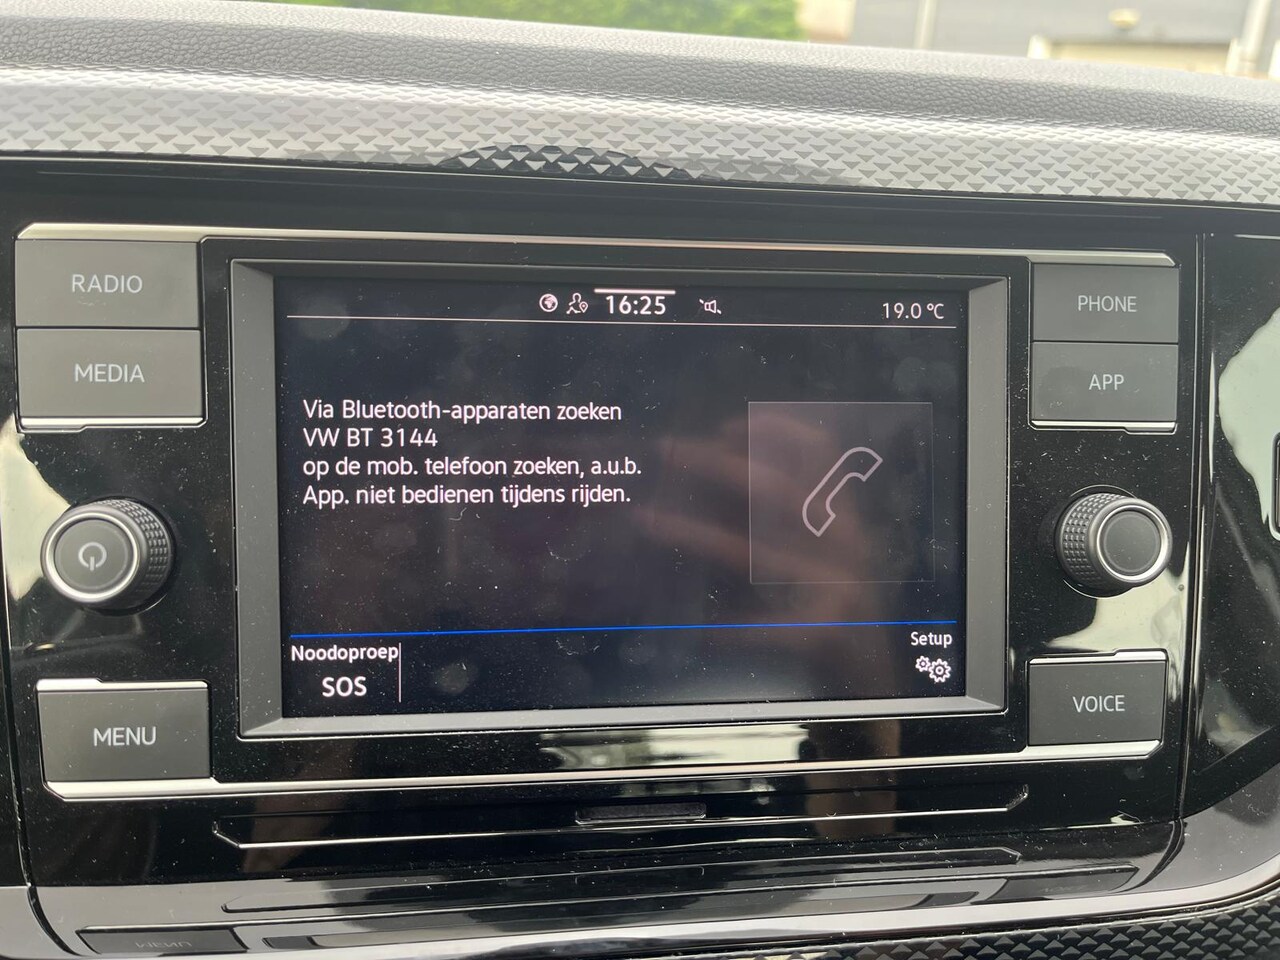 RADIO
MEDIA
MENU
16:25
19.0 °C
Via Bluetooth-apparaten zoeken
VW BT 3144
op de mob. telefoon zoeken, a.u.b.
App. niet bedienen tijdens rijden.
Noodoproep
SOS
Setup
PHONE
APP
VOICE